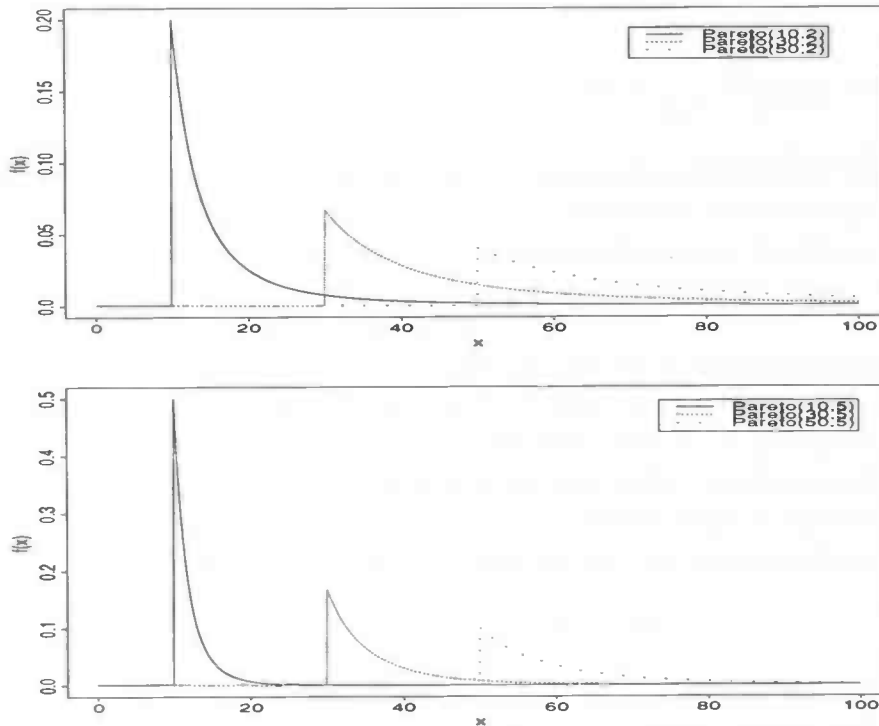 0.20
0.15
0.10
0.05
0.0
f(x)
Pareto(10,2)
Pareto(30,2)
Pareto(50,2)
0 20 40 60 80 100
x
0.5
0.4
0.3
0.2
0.1
0.0
f(x)
Pareto(10,5)
Pareto(30,5)
Pareto(50,5)
0 20 40 60 80 100
x